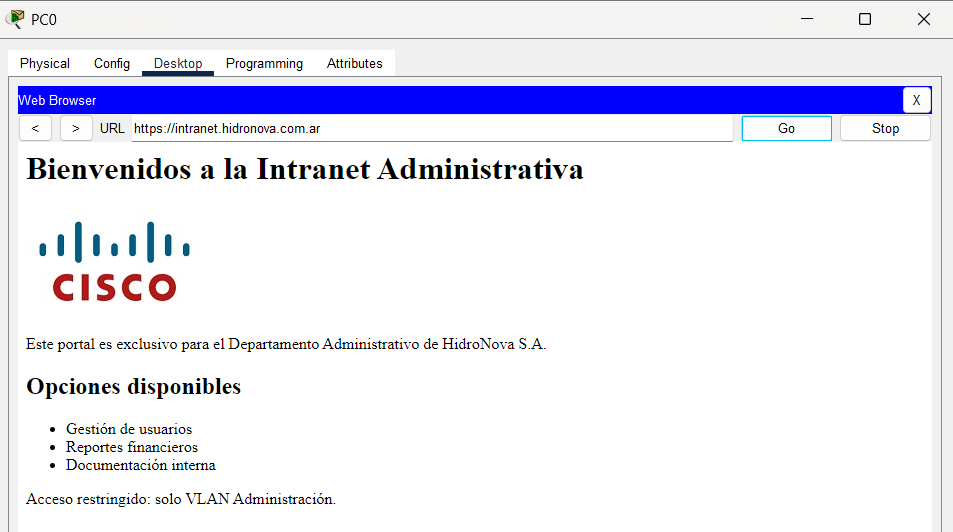 PC0
Physical Config Desktop Programming Attributes
Web Browser X
< > URL https://intranet.hidronova.com.ar Go Stop
Bienvenidos a la Intranet Administrativa
CISCO
Este portal es exclusivo para el Departamento Administrativo de HidroNova S.A.
Opciones disponibles
• Gestión de usuarios
• Reportes financieros
• Documentación interna
Acceso restringido: solo VLAN Administración.